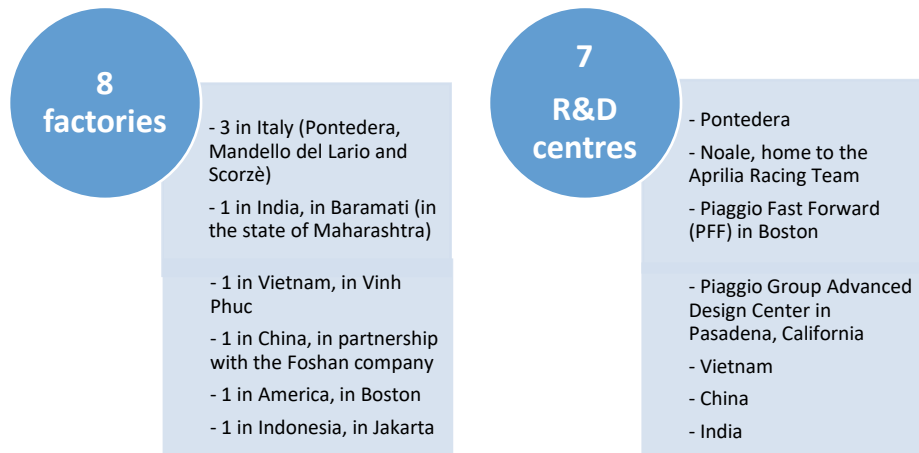 8
factories
- 3 in Italy (Pontedera,
Mandello del Lario and
Scorzè)
- 1 in India, in Baramati (in
the state of Maharashtra)
- 1 in Vietnam, in Vinh
Phuc
- 1 in China, in partnership
with the Foshan company
- 1 in America, in Boston
- 1 in Indonesia, in Jakarta
7
R&D
centres
- Pontedera
- Noale, home to the
Aprilia Racing Team
- Piaggio Fast Forward
(PFF) in Boston
- Piaggio Group Advanced
Design Center in
Pasadena, California
- Vietnam
- China
- India